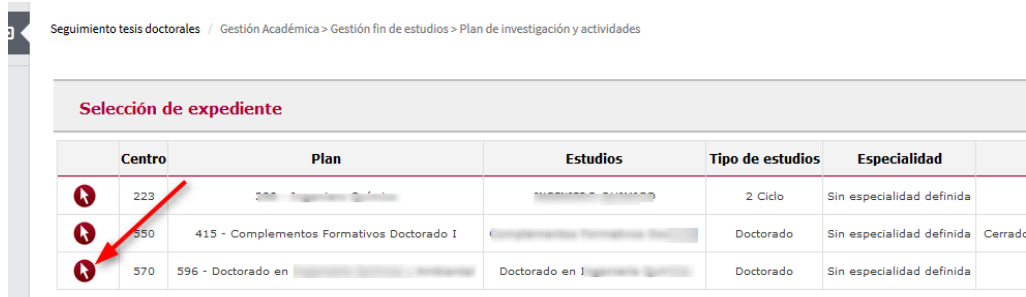 Seguimiento tesis doctorales / Gestión Académica > Gestión fin de estudios > Plan de investigación y actividades
Selección de expediente
Centro Plan Estudios Tipo de estudios Especialidad
223 2 Ciclo Sin especialidad definida
550 415 - Complementos Formativos Doctorado I Doctorado Sin especialidad definida Cerrado
570 596 - Doctorado en Doctorado en Doctorado Sin especialidad definida